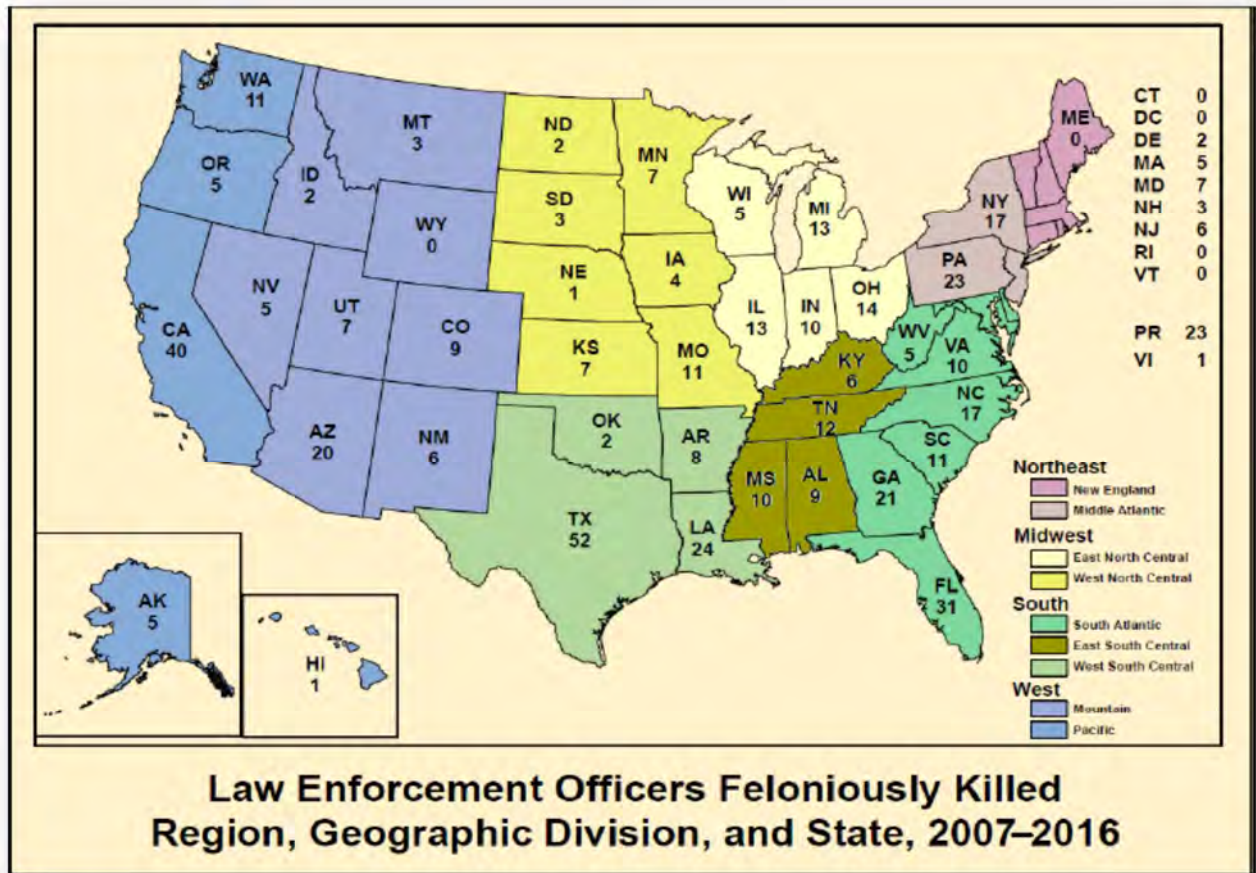 WA
11
MT
3
ND
2
MN
7
OR
5
ID
2
WY
0
SD
3
WI
5
MI
13
NY
17
ME
0
NV
5
UT
7
CO
9
NE
1
IA
4
IL
13
IN
10
OH
14
PA
23
CA
40
KS
7
MO
11
KY
6
WV
5
VA
10
AZ
20
NM
6
OK
2
AR
8
TN
12
NC
17
SC
11
TX
52
LA
24
MS
10
AL
9
GA
21
FL
31
AK
5
HI
1
CT 0
DC 0
DE 2
MA 5
MD 7
NH 3
NJ 6
RI 0
VT 0
PR 23
VI 1
Northeast
New England
Middle Atlantic
Midwest
East North Central
West North Central
South
South Atlantic
East South Central
West South Central
West
Mountain
Pacific
Law Enforcement Officers Feloniously Killed
Region, Geographic Division, and State, 2007–2016